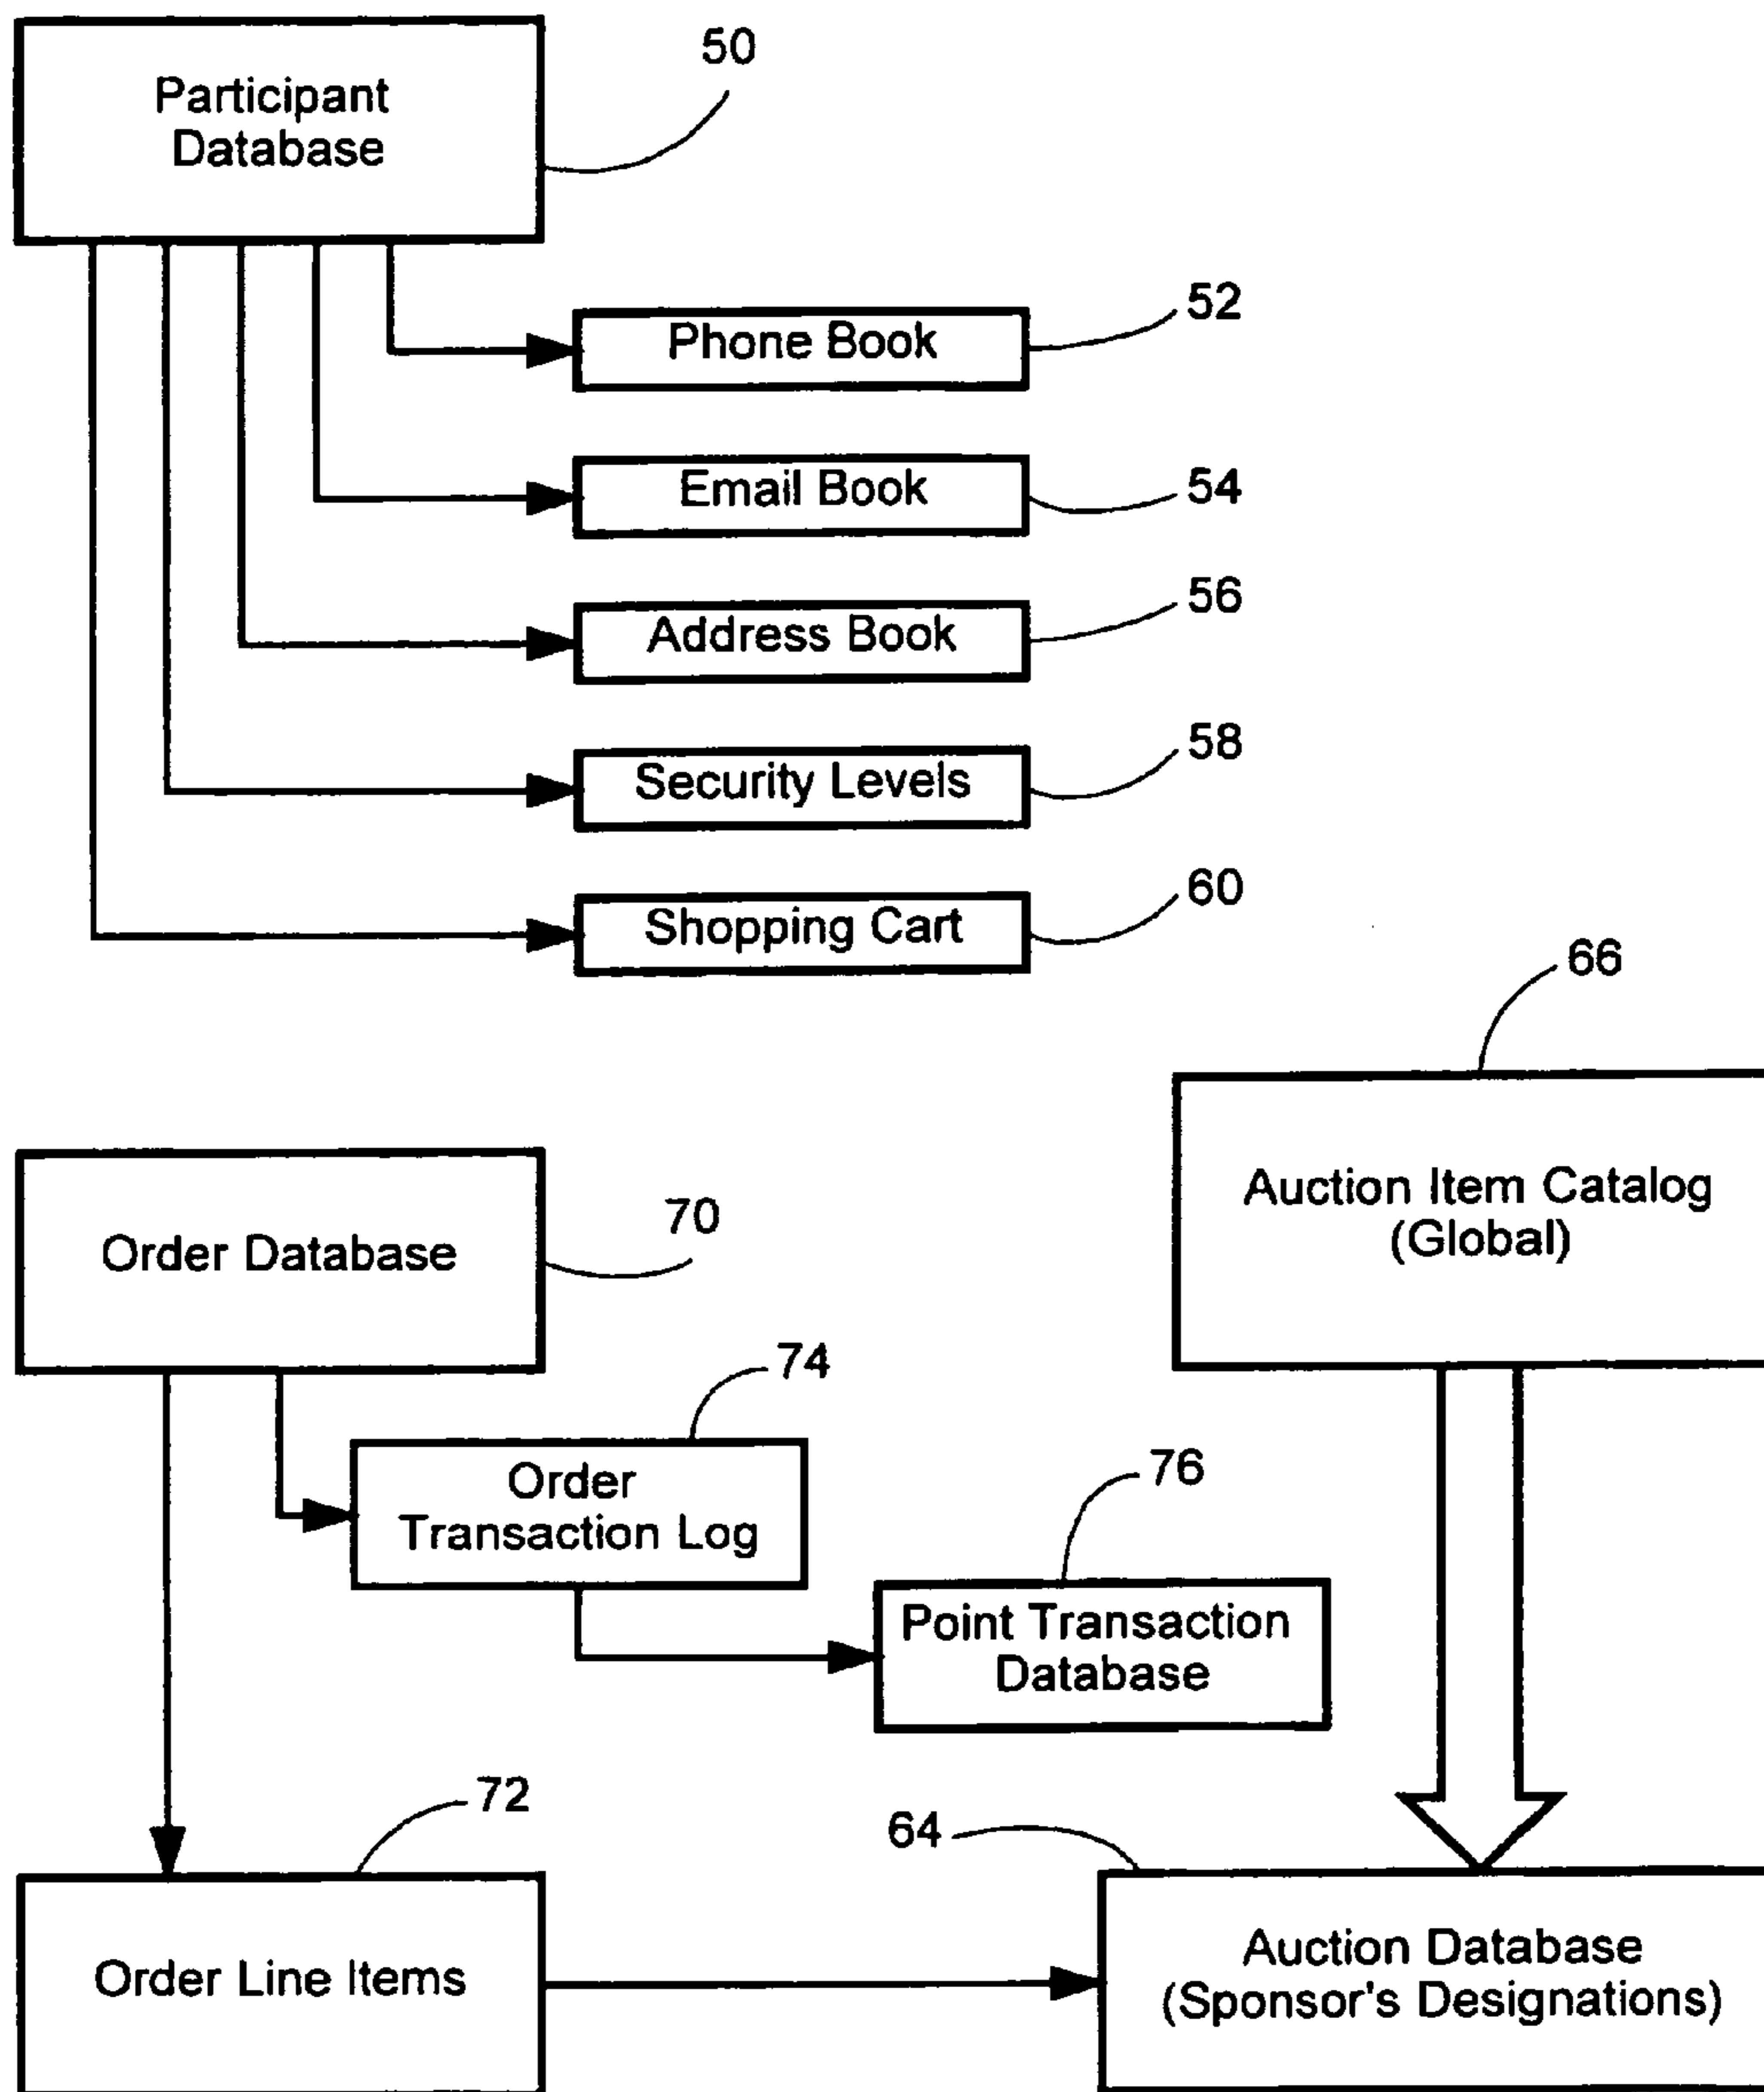 50
Participant
Database
52
Phone Book
54
Email Book
56
Address Book
58
Security Levels
60
Shopping Cart
66
Auction Item Catalog
(Global)
70
Order Database
74
Order
Transaction Log
76
Point Transaction
Database
72
64
Order Line Items
Auction Database
(Sponsor's Designations)